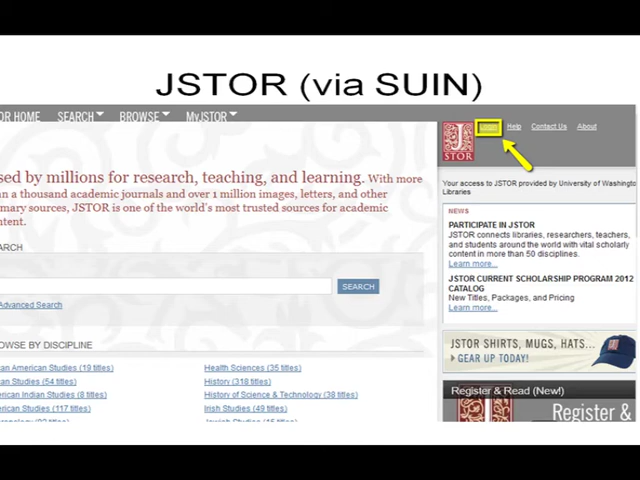 JSTOR (via SUIN)
OR HOME SEARCH BROWSE MyJSTOR
Login Help Contact Us About
JSTOR
sed by millions for research, teaching, and learning. With more
an a thousand academic journals and over 1 million images, letters, and other
mary sources, JSTOR is one of the world's most trusted sources for academic
ntent.
ARCH
SEARCH
Advanced Search
OWSE BY DISCIPLINE
can American Studies (19 titles)
an Studies (54 titles)
erican Indian Studies (8 titles)
erican Studies (117 titles)
Health Sciences (35 titles)
History (318 titles)
History of Science & Technology (38 titles)
Irish Studies (49 titles)
Your access to JSTOR provided by University of Washingto
Libraries
NEWS
PARTICIPATE IN JSTOR
JSTOR connects libraries, researchers, teachers,
and students around the world with vital scholarly
content in more than 50 disciplines.
Learn more...
JSTOR CURRENT SCHOLARSHIP PROGRAM 2012
CATALOG
New Titles, Packages, and Pricing
Learn more...
JSTOR SHIRTS, MUGS, HATS...
GEAR UP TODAY!
Register & Read (New!)
Register &